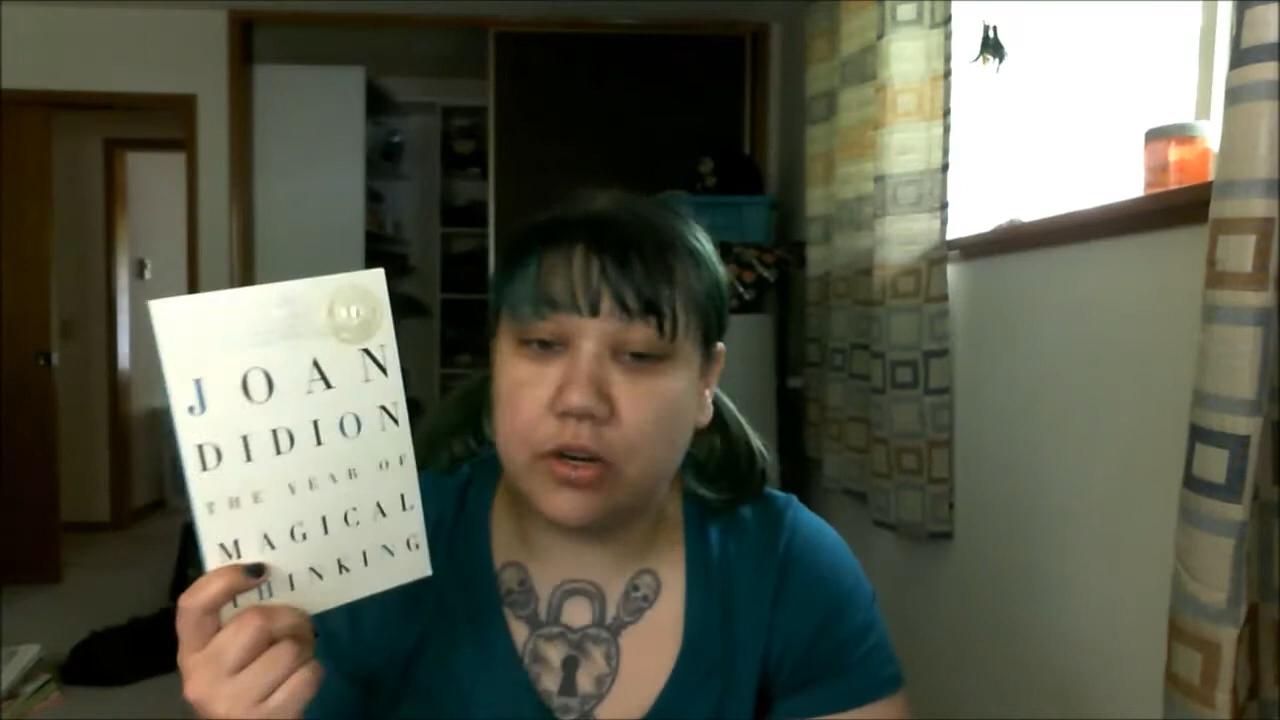 JOAN
DIDION
THE YEAR OF
MAGICAL
THINKING